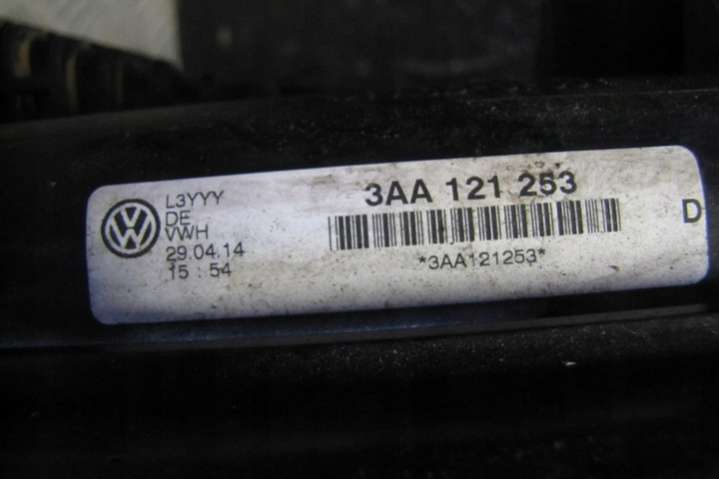 L3YYY
DE
VWH
29.04.14
15 : 54
3AA 121 253
*3AA121253*
D